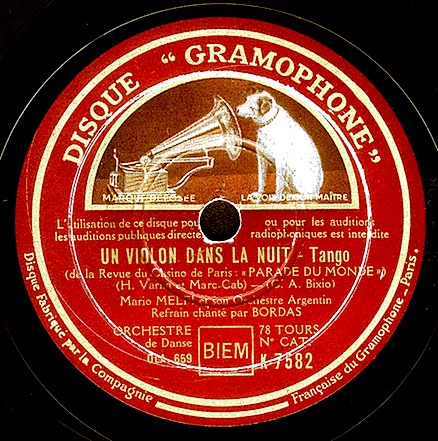 DISQUE "GRAMOPHONE"
MARQUE DÉPOSÉE LA VOIX DE SON MAÎTRE
L'utilisation de ce disque pour ou pour les auditions
les auditions publiques directes radiophoniques est interdite
UN VIOLON DANS LA NUIT - Tango
(de la Revue du Casino de Paris: «PARADE DU MONDE»)
(H. Varna et Marc-Cab) - (C. A. Bixio)
Mario MELFI et son Orchestre Argentin
Refrain chanté par BORDAS
ORCHESTRE
de Danse
OLA 659
BIEM
78 TOURS
N° CAT.
K-7582
Disque Fabriqué par la Compagnie Française du Gramophone - Paris.